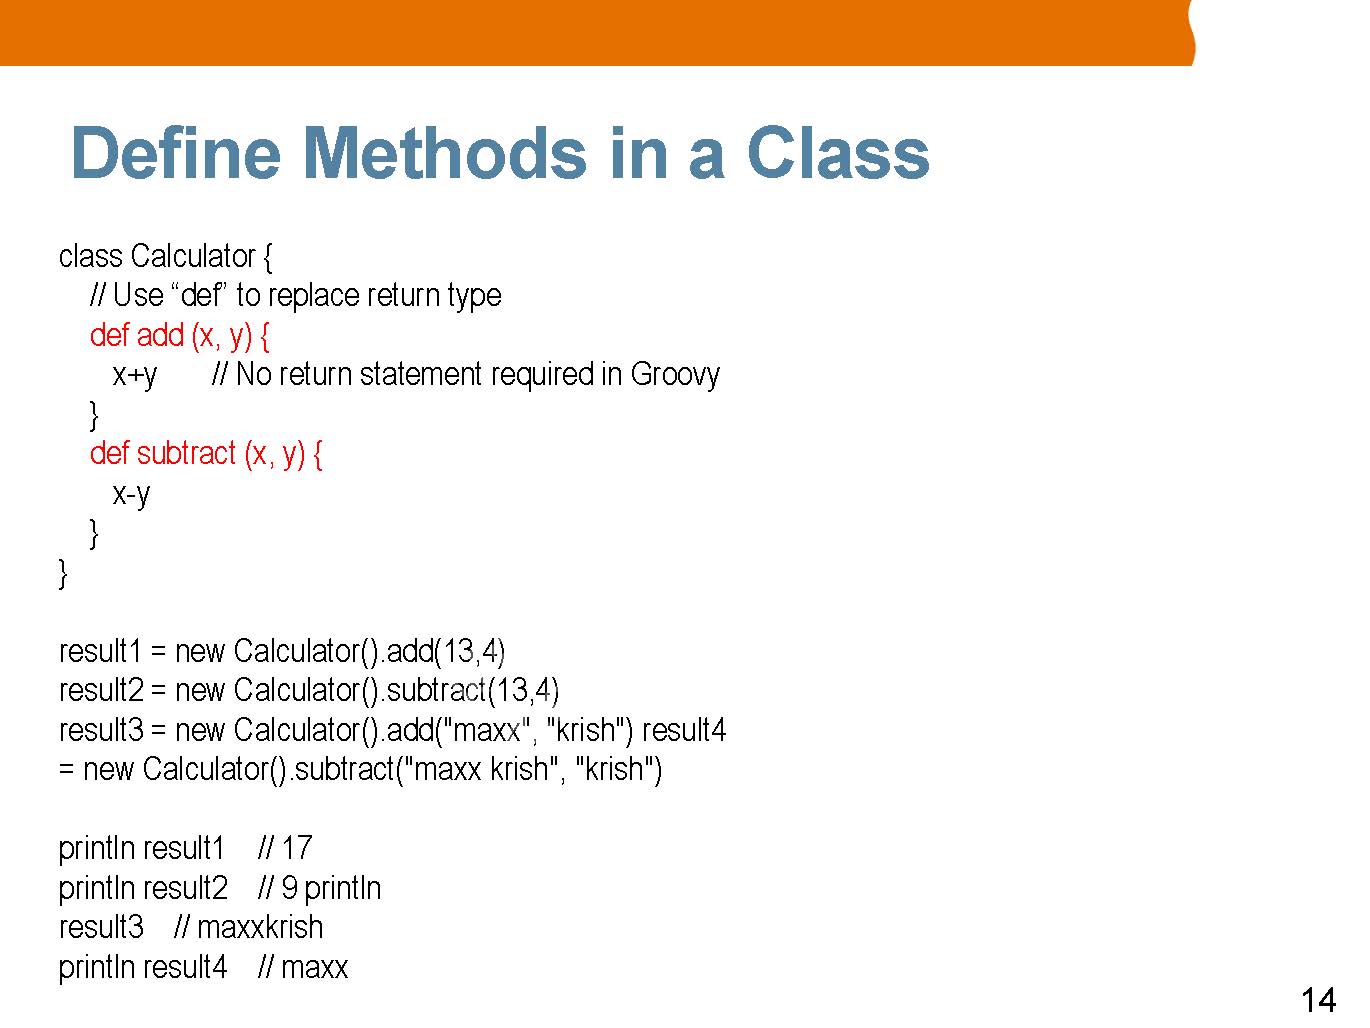 Define Methods in a Class
class Calculator {
// Use “def” to replace return type
def add (x, y) {
x+y // No return statement required in Groovy
}
def subtract (x, y) {
x-y
}
}
result1 = new Calculator().add(13,4)
result2 = new Calculator().subtract(13,4)
result3 = new Calculator().add("maxx", "krish") result4
= new Calculator().subtract("maxx krish", "krish")
println result1 // 17
println result2 // 9 println
result3 // maxxkrish
println result4 // maxx
14